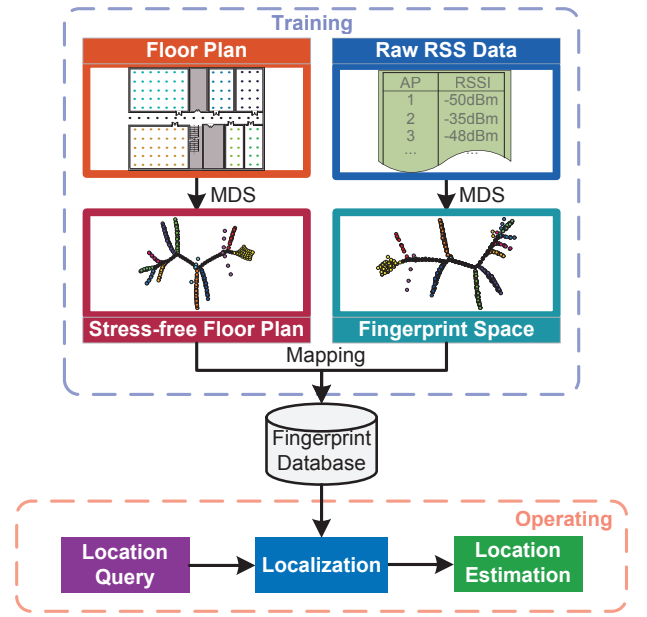 Training
Floor Plan
Raw RSS Data
AP RSSI
1 -50dBm
2 -35dBm
3 -48dBm
... ...
MDS
MDS
Stress-free Floor Plan
Fingerprint Space
Mapping
Fingerprint
Database
Operating
Location
Query
Localization
Location
Estimation